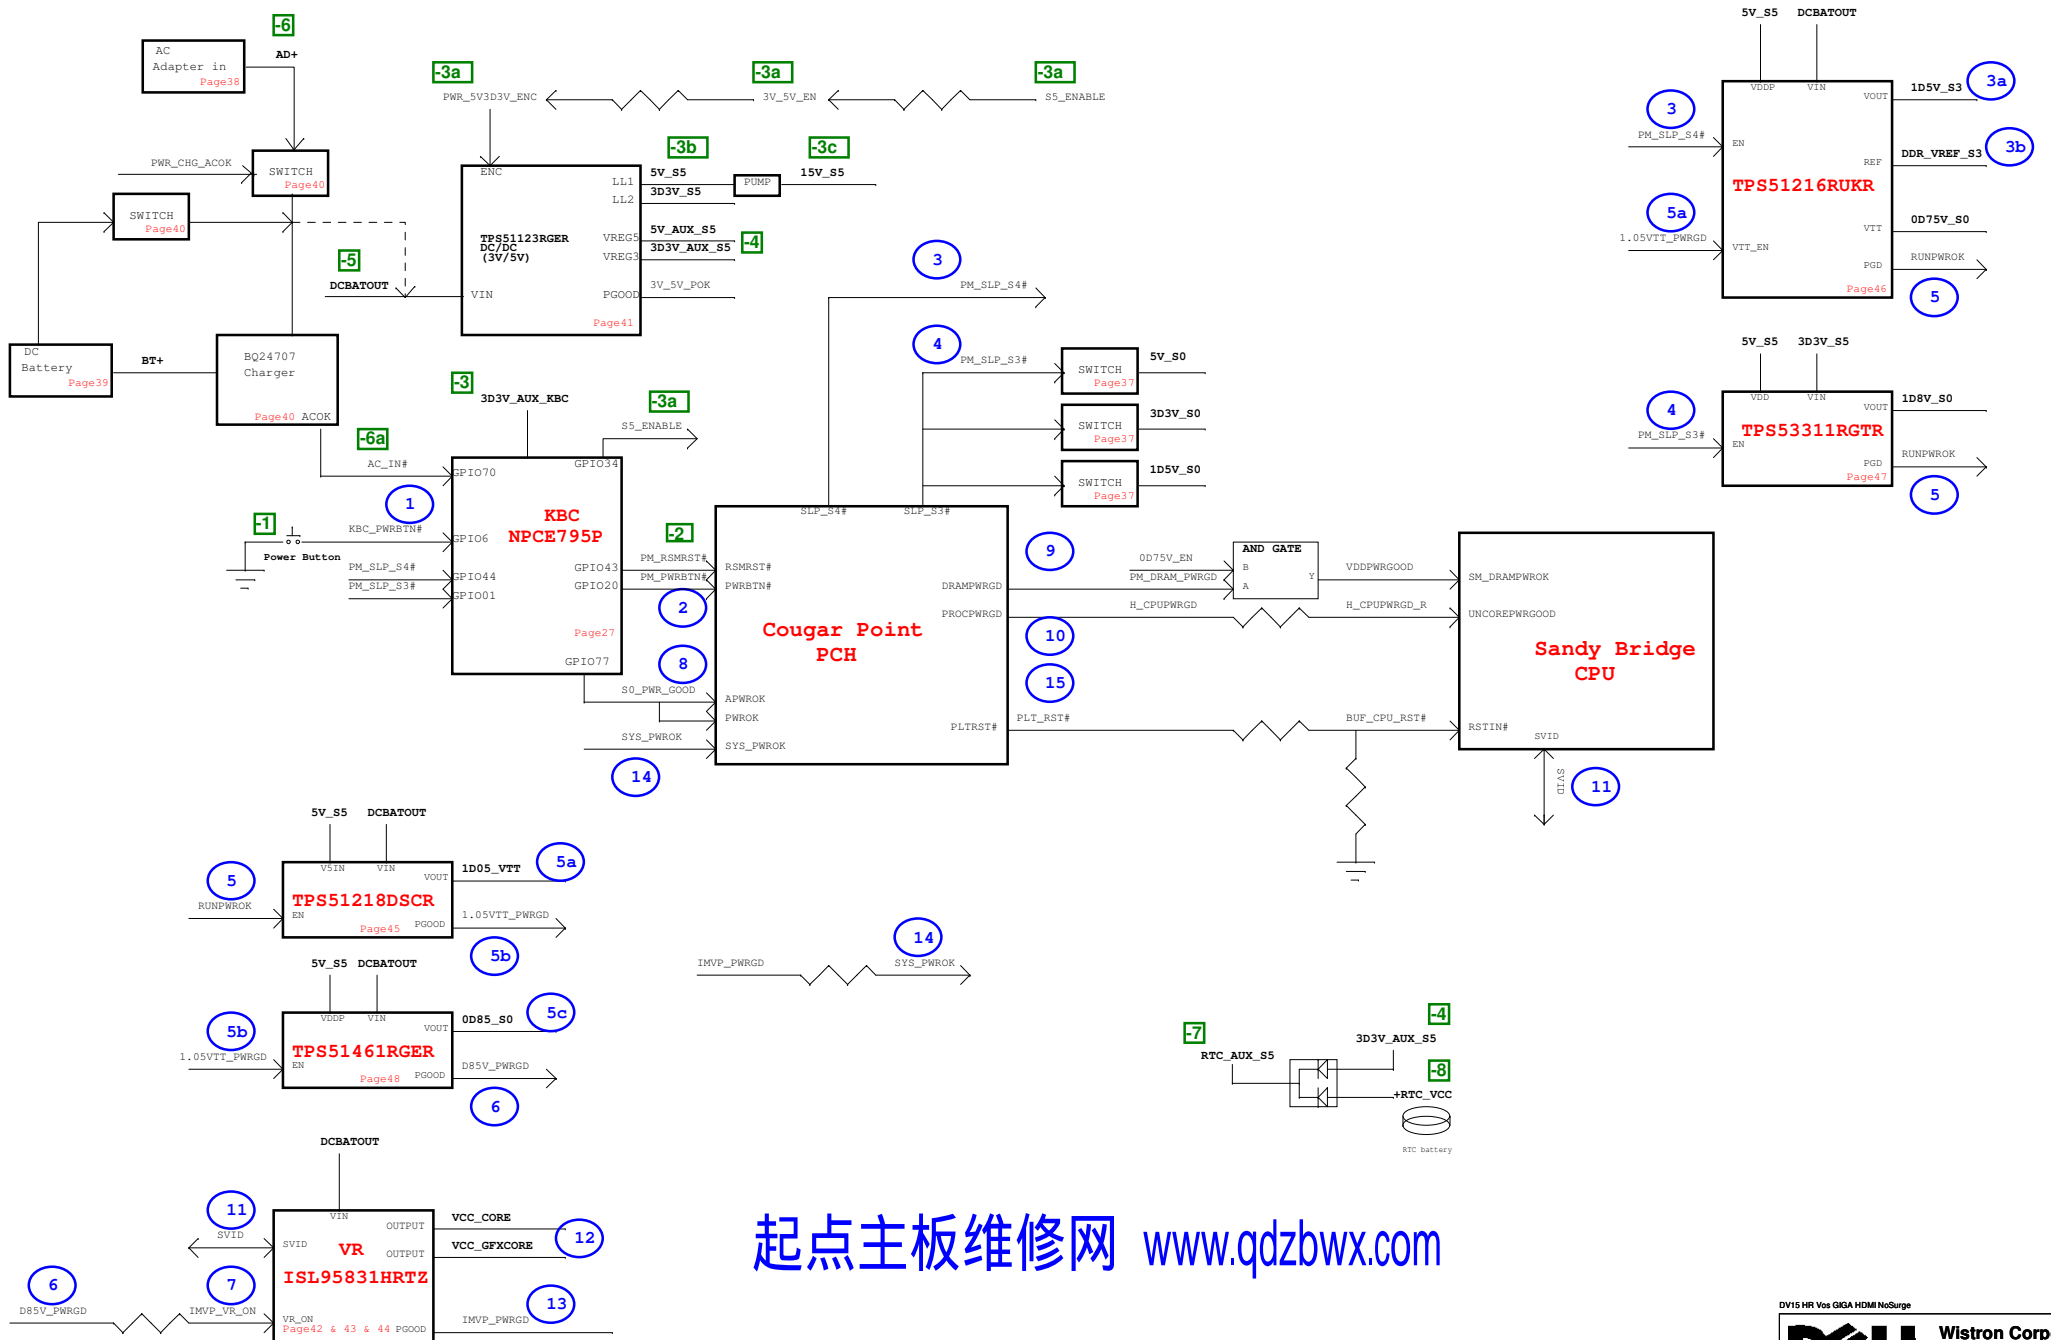 -6
AC
Adapter in
Page38
AD+
PWR_CHG_ACOK
SWITCH
Page40
SWITCH
Page40
-5
DCBATOUT
DC
Battery
Page39
BT+
BQ24707
Charger
Page40 ACOK
-6a
AC_IN#
-3a
PWR_5V3D3V_ENC
-3a
3V_5V_EN
-3a
S5_ENABLE
ENC
TPS51123RGER
DC/DC
(3V/5V)
VIN
LL1
LL2
VREG5
VREG3
PGOOD
Page41
-3b
5V_S5
3D3V_S5
PUMP
-3c
15V_S5
5V_AUX_S5
3D3V_AUX_S5
-4
3V_5V_POK
-3
3D3V_AUX_KBC
-3a
S5_ENABLE
GPIO70
GPIO34
KBC
NPCE795P
GPIO6
GPIO44
GPIO01
GPIO43
GPIO20
Page27
GPIO77
1
-1
KBC_PWRBTN#
Power Button
PM_SLP_S4#
PM_SLP_S3#
-2
PM_RSMRST#
PM_PWRBTN#
2
8
S0_PWR_GOOD
SYS_PWROK
14
3
PM_SLP_S4#
4
PM_SLP_S3#
SWITCH
Page37
5V_S0
SWITCH
Page37
3D3V_S0
SWITCH
Page37
1D5V_S0
SLP_S4#
SLP_S3#
RSMRST#
PWRBTN#
DRAMPWRGD
PROCPWRGD
Cougar Point
PCH
APWROK
PWROK
SYS_PWROK
PLTRST#
9
0D75V_EN
PM_DRAM_PWRGD
AND GATE
B
A
Y
VDDPWRGOOD
H_CPUPWRGD
H_CPUPWRGD_R
10
15
PLT_RST#
BUF_CPU_RST#
SM_DRAMPWROK
UNCOREPWRGOOD
Sandy Bridge
CPU
RSTIN#
SVID
SVID
11
5V_S5
DCBATOUT
VDDP
VIN
VOUT
1D5V_S3
3a
3
PM_SLP_S4#
EN
REF
DDR_VREF_S3
3b
TPS51216RUKR
5a
1.05VTT_PWRGD
VTT_EN
VTT
0D75V_S0
PGD
RUNPWROK
Page46
5
5V_S5
3D3V_S5
VDD
VIN
VOUT
1D8V_S0
4
PM_SLP_S3#
EN
TPS53311RGTR
PGD
RUNPWROK
Page47
5
5V_S5
DCBATOUT
V5IN
VIN
VOUT
1D05_VTT
5a
5
RUNPWROK
EN
TPS51218DSCR
Page45
PGOOD
1.05VTT_PWRGD
5b
5V_S5
DCBATOUT
VDDP
VIN
VOUT
0D85_S0
5c
5b
1.05VTT_PWRGD
EN
TPS51461RGER
Page48
PGOOD
D85V_PWRGD
6
IMVP_PWRGD
14
SYS_PWROK
-7
RTC_AUX_S5
-4
3D3V_AUX_S5
-8
+RTC_VCC
RTC battery
DCBATOUT
VIN
OUTPUT
VCC_CORE
12
11
SVID
SVID
VR
OUTPUT
VCC_GFXCORE
ISL95831HRTZ
6
D85V_PWRGD
7
IMVP_VR_ON
VR_ON
Page42 & 43 & 44
PGOOD
13
IMVP_PWRGD
起点主板维修网 www.qdzbwx.com
DV15 HR Vos GIGA HDMI NoSurge
Wistron Corp